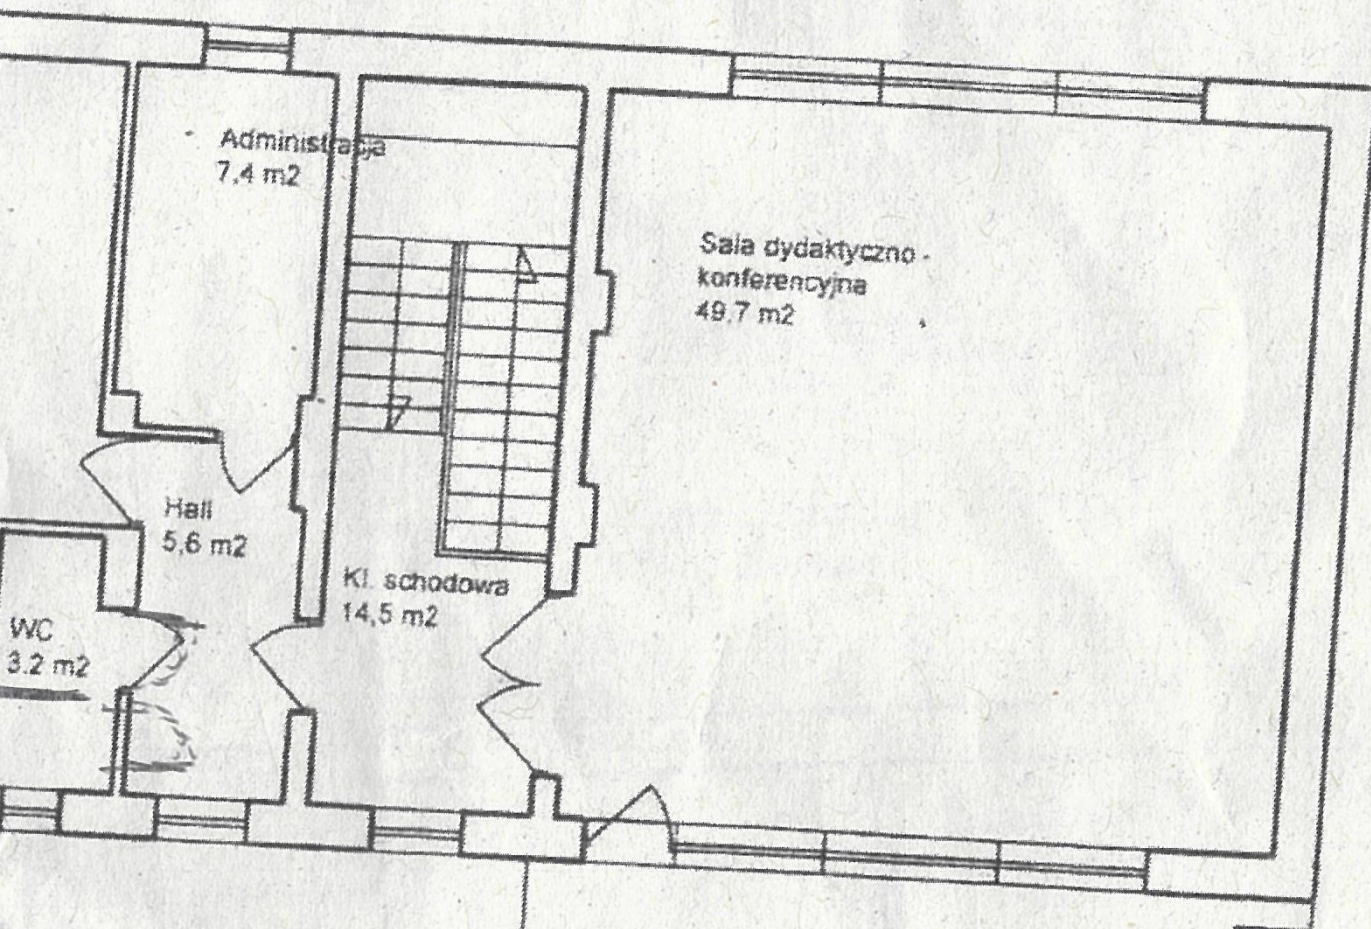 Administracja
7,4 m2
Sala dydaktyczno -
konferencyjna
49.7 m2
Hall
5,6 m2
Kl. schodowa
14,5 m2
WC
3.2 m2